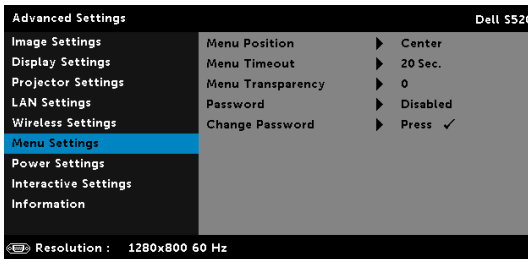 Advanced Settings Dell S520
Image Settings
Display Settings
Projector Settings
LAN Settings
Wireless Settings
Menu Settings
Power Settings
Interactive Settings
Information
Menu Position Center
Menu Timeout 20 Sec.
Menu Transparency 0
Password Disabled
Change Password Press ✓
Resolution : 1280x800 60 Hz